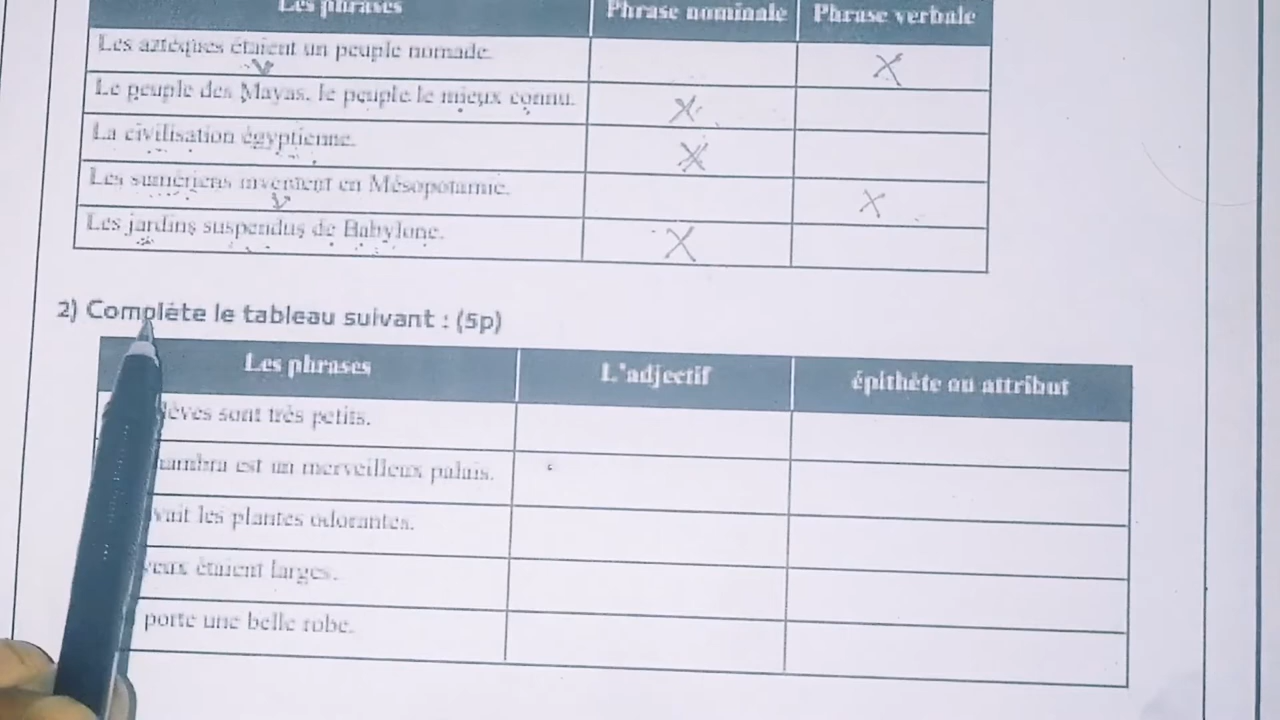 Les phrases Phrase nominale Phrase verbale
Les aztèques étaient un peuple nomade. X
Le peuple des Mayas, le peuple le mieux connu. X
La civilisation égyptienne. X
Les sumériens inventent en Mésopotamie. X
Les jardins suspendus de Babylone. X
2) Complète le tableau suivant : (5p)
Les phrases L'adjectif épithète ou attribut
sont très petits.
est un merveilleux palais.
les plantes odorantes.
étaient larges.
porte une belle robe.